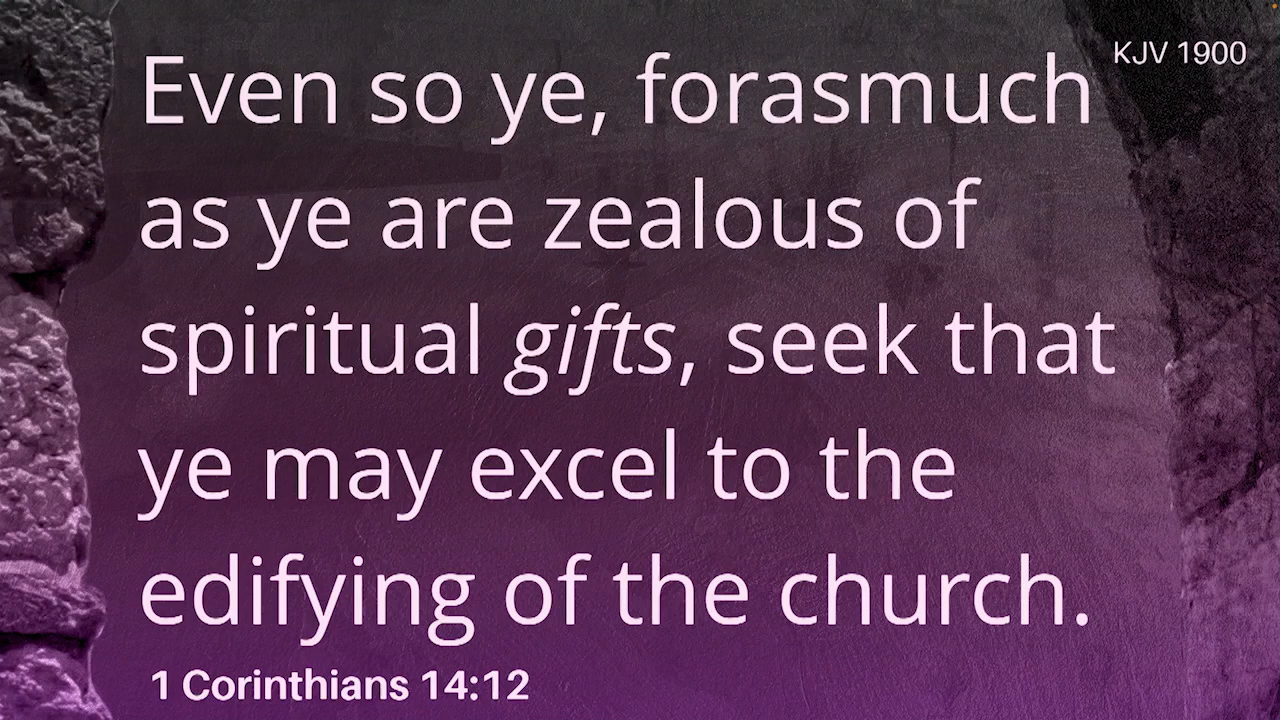 KJV 1900
Even so ye, forasmuch
as ye are zealous of
spiritual gifts, seek that
ye may excel to the
edifying of the church.
1 Corinthians 14:12